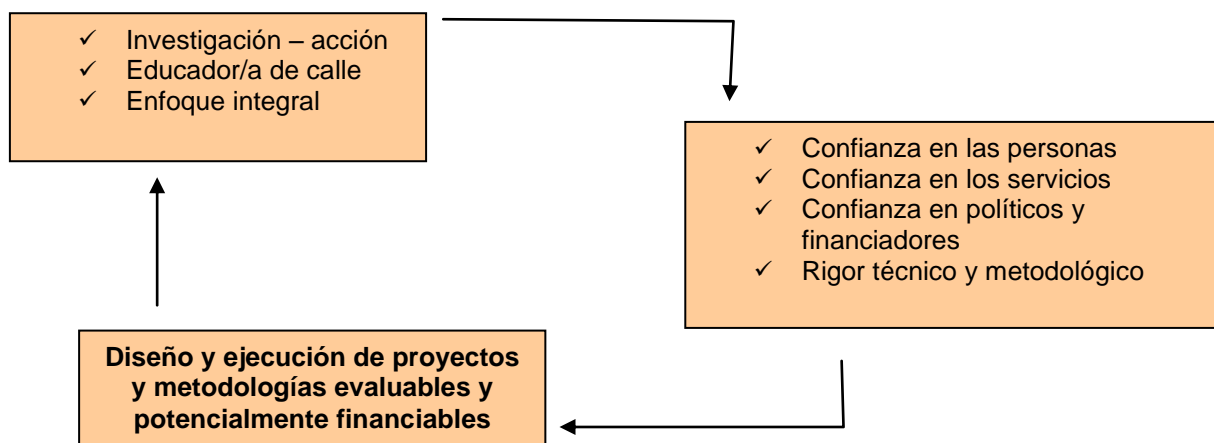 ✓ Investigación – acción
✓ Educador/a de calle
✓ Enfoque integral
✓ Confianza en las personas
✓ Confianza en los servicios
✓ Confianza en políticos y
financiadores
✓ Rigor técnico y metodológico
Diseño y ejecución de proyectos
y metodologías evaluables y
potencialmente financiables